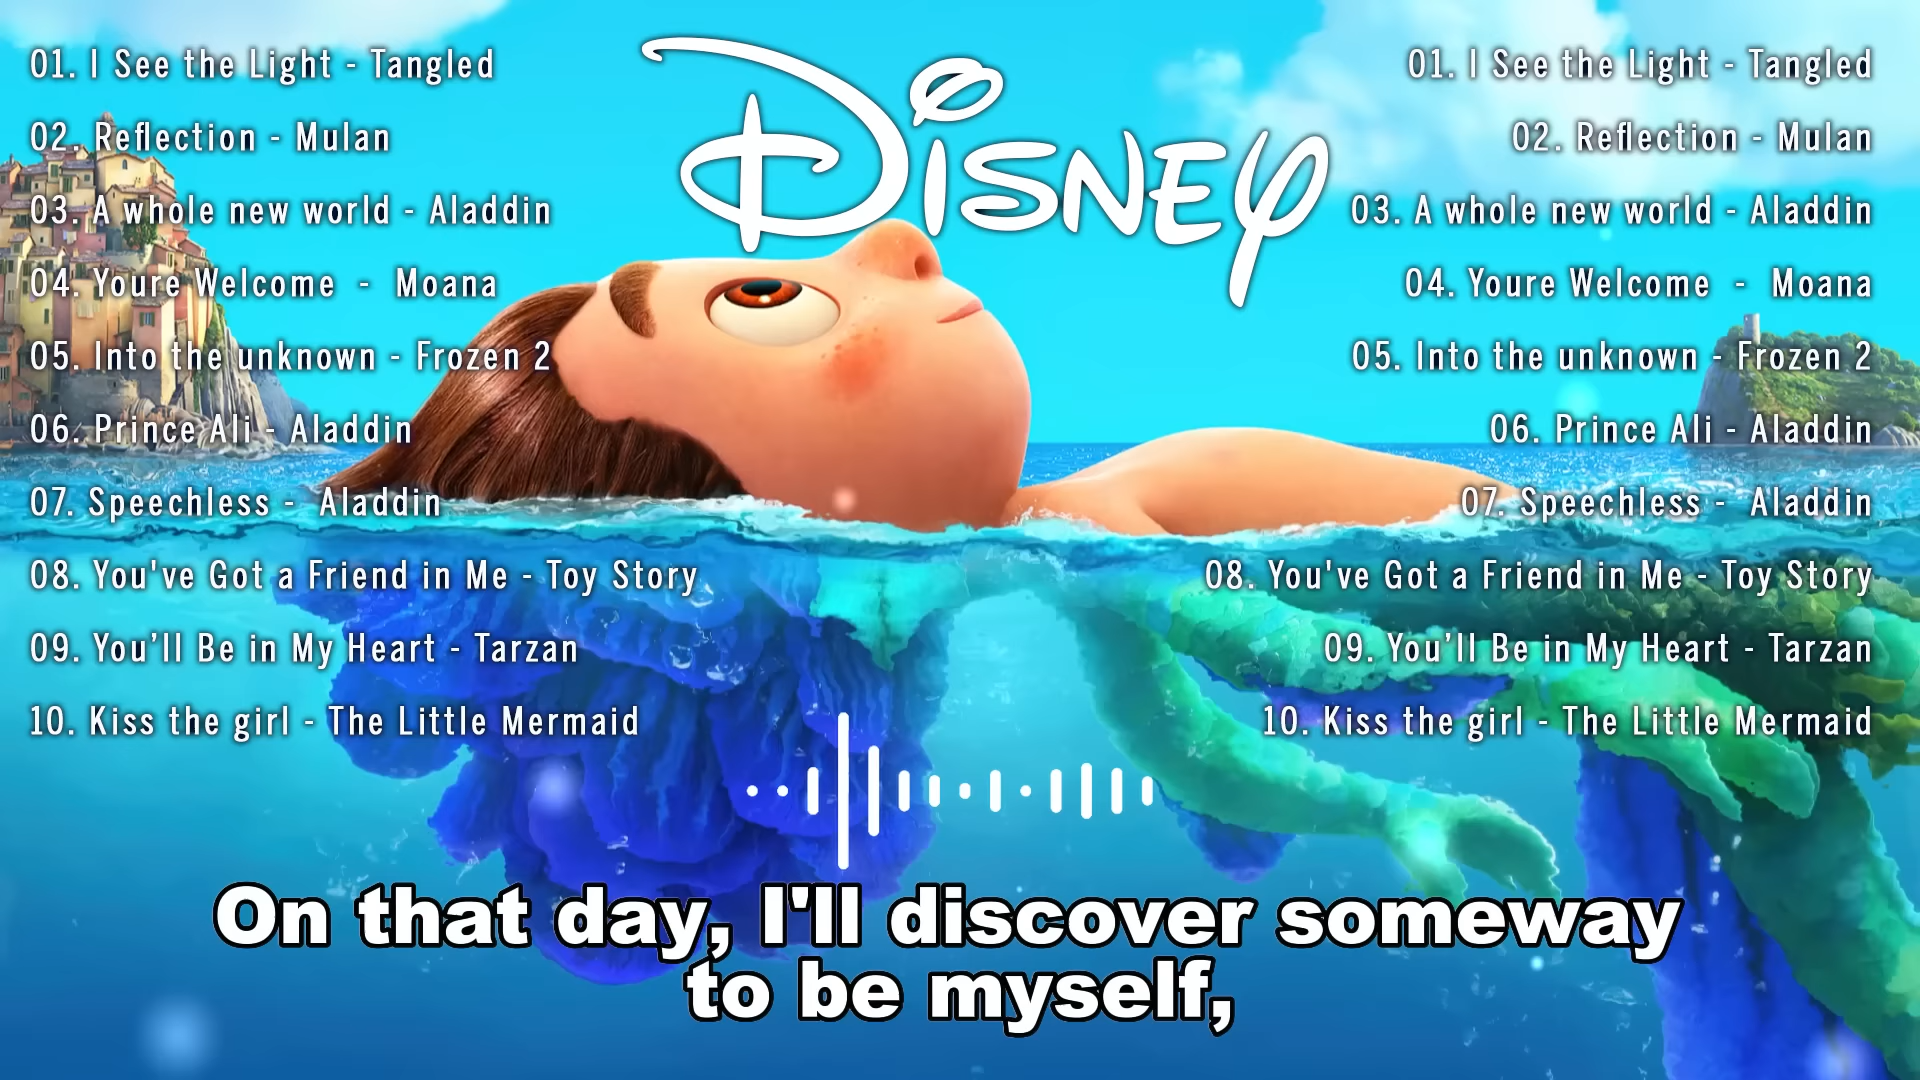 Disney
01. I See the Light - Tangled
02. Reflection - Mulan
03. A whole new world - Aladdin
04. Youre Welcome  -  Moana
05. Into the unknown - Frozen 2
06. Prince Ali - Aladdin
07. Speechless -  Aladdin
08. You've Got a Friend in Me - Toy Story
09. You’ll Be in My Heart - Tarzan
10. Kiss the girl - The Little Mermaid
01. I See the Light - Tangled
02. Reflection - Mulan
03. A whole new world - Aladdin
04. Youre Welcome  -  Moana
05. Into the unknown - Frozen 2
06. Prince Ali - Aladdin
07. Speechless -  Aladdin
08. You've Got a Friend in Me - Toy Story
09. You’ll Be in My Heart - Tarzan
10. Kiss the girl - The Little Mermaid
On that day, I'll discover someway
to be myself,